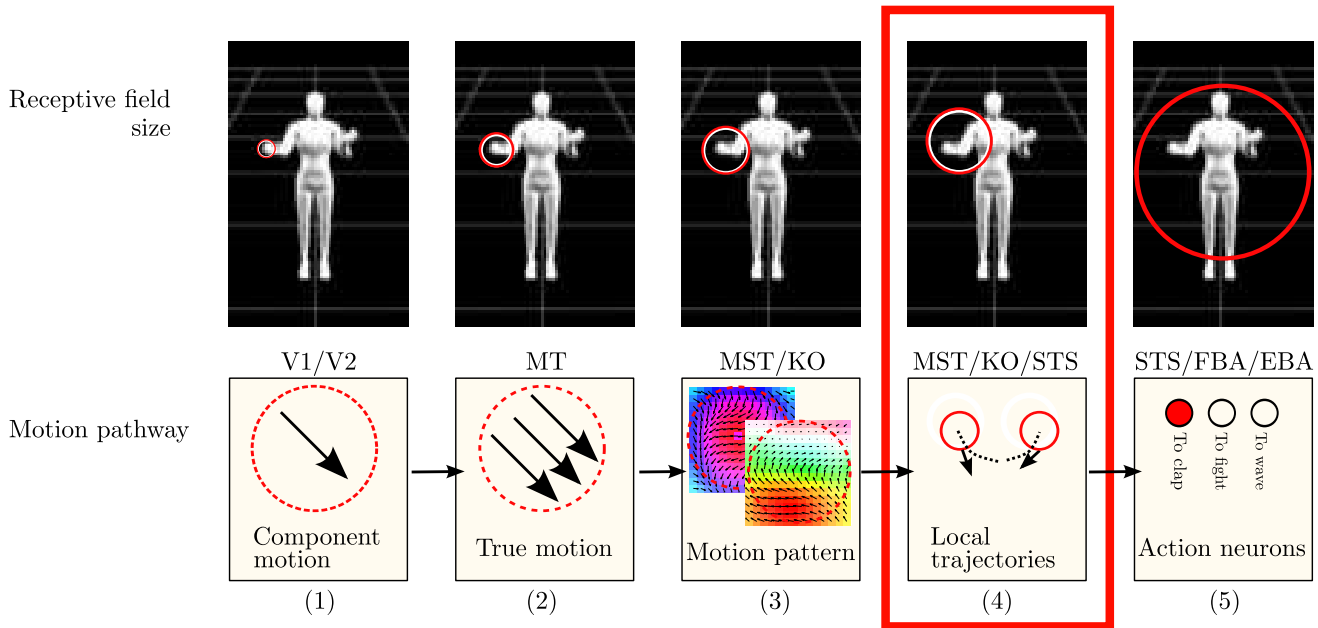 Receptive field
size
V1/V2
MT
MST/KO
MST/KO/STS
STS/FBA/EBA
Motion pathway
To clap
To fight
To wave
Component
motion
True motion
Motion pattern
Local
trajectories
Action neurons
(1)
(2)
(3)
(4)
(5)